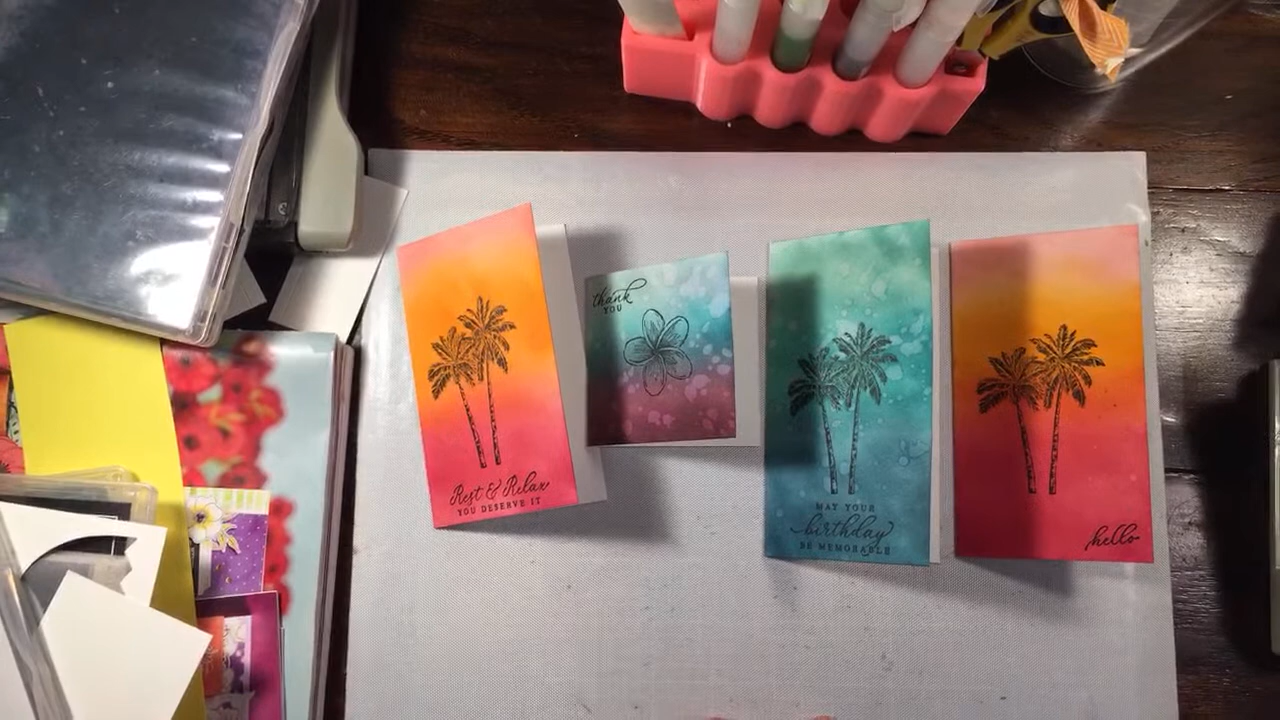 Rest & Relax
YOU DESERVE IT
thank
YOU
MAY YOUR
birthday
BE MEMORABLE
hello